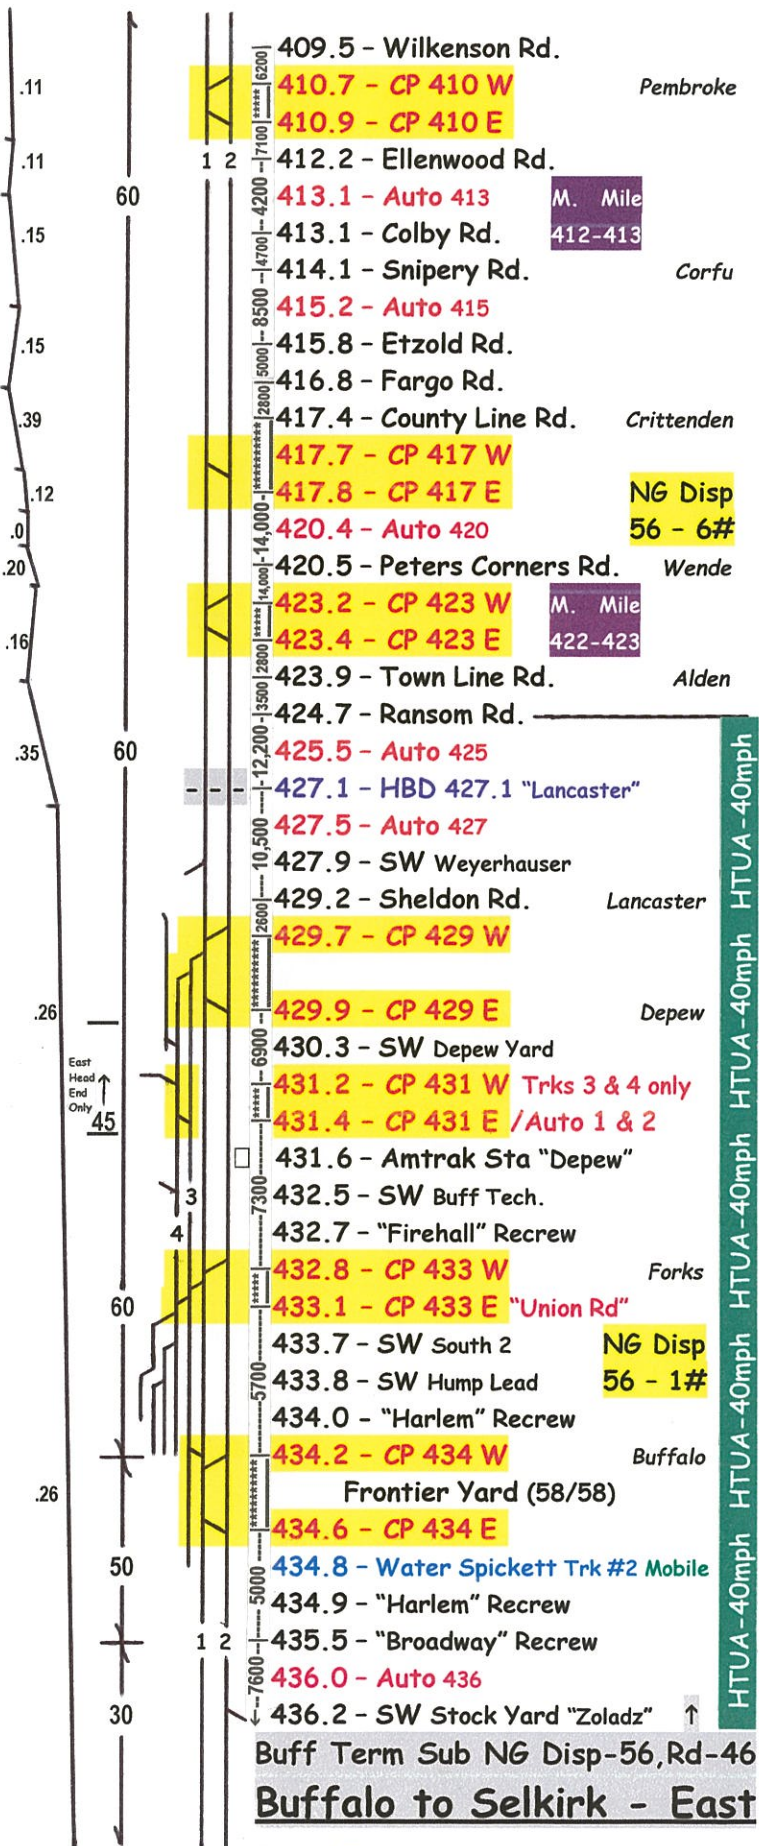 409.5 - Wilkenson Rd.
.11 6200 410.7 - CP 410 W Pembroke
***** 410.9 - CP 410 E
.11 1 2 7100 412.2 - Ellenwood Rd.
60 4200 413.1 - Auto 413 M. Mile
.15 4700 413.1 - Colby Rd. 412-413
414.1 - Snipery Rd. Corfu
8500 415.2 - Auto 415
.15 5000 415.8 - Etzold Rd.
2800 416.8 - Fargo Rd.
.39 417.4 - County Line Rd. Crittenden
*********** 417.7 - CP 417 W
.12 417.8 - CP 417 E NG Disp
.0 14,000 420.4 - Auto 420 56 - 6#
.20 14,000 420.5 - Peters Corners Rd. Wende
***** 423.2 - CP 423 W M. Mile
.16 423.4 - CP 423 E 422-423
2800 423.9 - Town Line Rd. Alden
3500 424.7 - Ransom Rd.
.35 60 12,200 425.5 - Auto 425
- - - 427.1 - HBD 427.1 "Lancaster"
10,500 427.5 - Auto 427
427.9 - SW Weyerhauser
2600 429.2 - Sheldon Rd. Lancaster
*********** 429.7 - CP 429 W
.26 429.9 - CP 429 E Depew
6900 430.3 - SW Depew Yard
East
Head
End
Only
45
***** 431.2 - CP 431 W Trks 3 & 4 only
431.4 - CP 431 E /Auto 1 & 2
431.6 - Amtrak Sta "Depew"
3 7300 432.5 - SW Buff Tech.
4 432.7 - "Firehall" Recrew
***** 432.8 - CP 433 W Forks
60 433.1 - CP 433 E "Union Rd"
433.7 - SW South 2 NG Disp
5700 433.8 - SW Hump Lead 56 - 1#
434.0 - "Harlem" Recrew
434.2 - CP 434 W Buffalo
.26 *********** Frontier Yard (58/58)
434.6 - CP 434 E
50 5000 434.8 - Water Spickett Trk #2 Mobile
434.9 - "Harlem" Recrew
1 2 435.5 - "Broadway" Recrew
7600 436.0 - Auto 436
30 436.2 - SW Stock Yard "Zoladz" ↑
HTUA-40mph HTUA-40mph HTUA-40mph HTUA-40mph HTUA-40mph
Buff Term Sub NG Disp-56,Rd-46
Buffalo to Selkirk - East